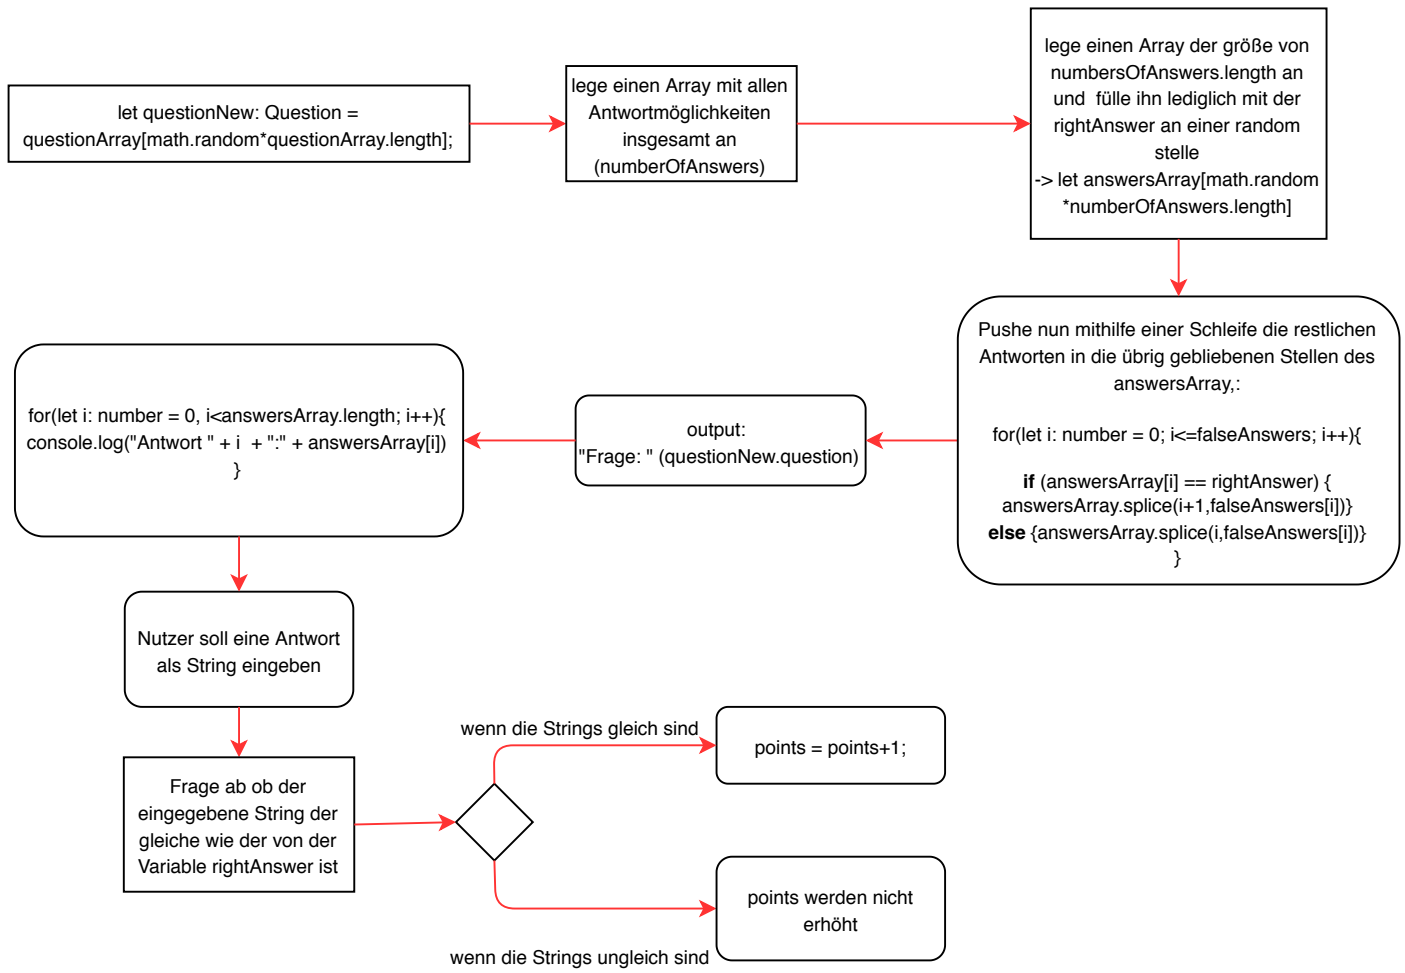 let questionNew: Question =
questionArray[math.random*questionArray.length];
lege einen Array mit allen
Antwortmöglichkeiten
insgesamt an
(numberOfAnswers)
lege einen Array der größe von
numbersOfAnswers.length an
und  fülle ihn lediglich mit der
rightAnswer an einer random
stelle
-> let answersArray[math.random
*numberOfAnswers.length]
Pushe nun mithilfe einer Schleife die restlichen
Antworten in die übrig gebliebenen Stellen des
answersArray,:
for(let i: number = 0; i<=falseAnswers; i++){
if (answersArray[i] == rightAnswer) {
answersArray.splice(i+1,falseAnswers[i])}
else {answersArray.splice(i,falseAnswers[i])}
}
output:
"Frage: " (questionNew.question)
for(let i: number = 0, i<answersArray.length; i++){
console.log("Antwort " + i  + ":" + answersArray[i])
}
Nutzer soll eine Antwort
als String eingeben
Frage ab ob der
eingegebene String der
gleiche wie der von der
Variable rightAnswer ist
wenn die Strings gleich sind
points = points+1;
points werden nicht
erhöht
wenn die Strings ungleich sind